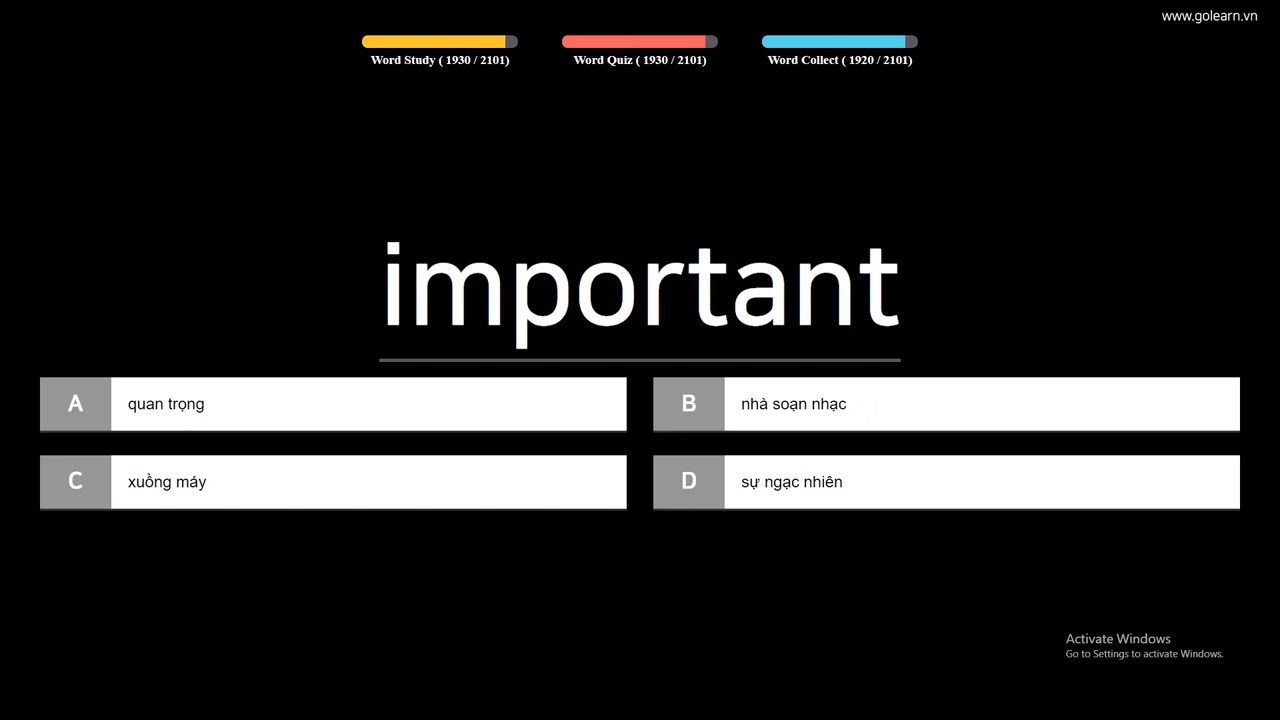 www.golearn.vn
Word Study ( 1930 / 2101)
Word Quiz ( 1930 / 2101)
Word Collect ( 1920 / 2101)
important
A quan trọng
B nhà soạn nhạc
C xuồng máy
D sự ngạc nhiên
Activate Windows
Go to Settings to activate Windows.